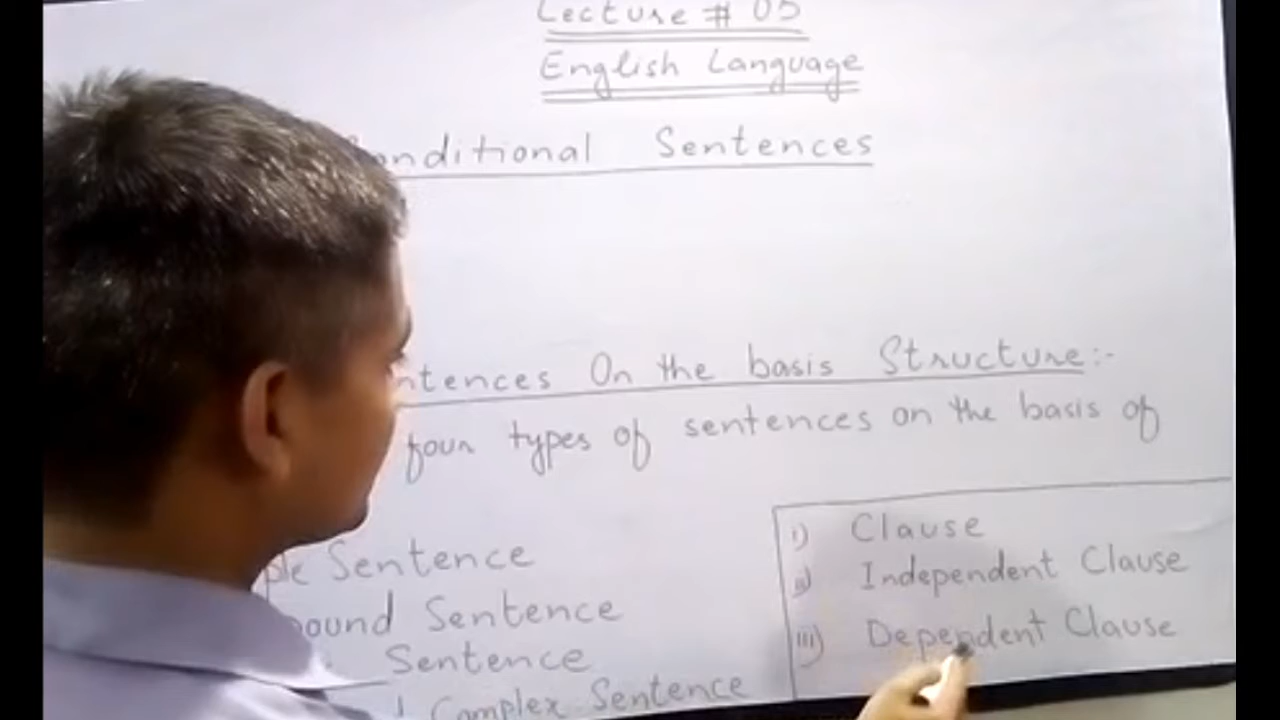 Lecture # 05
English Language
onditional Sentences
ntences On the basis Structure:-
four types of sentences on the basis of
ple Sentence
pound Sentence
Sentence
Complex Sentence
i) Clause
ii) Independent Clause
iii) Dependent Clause